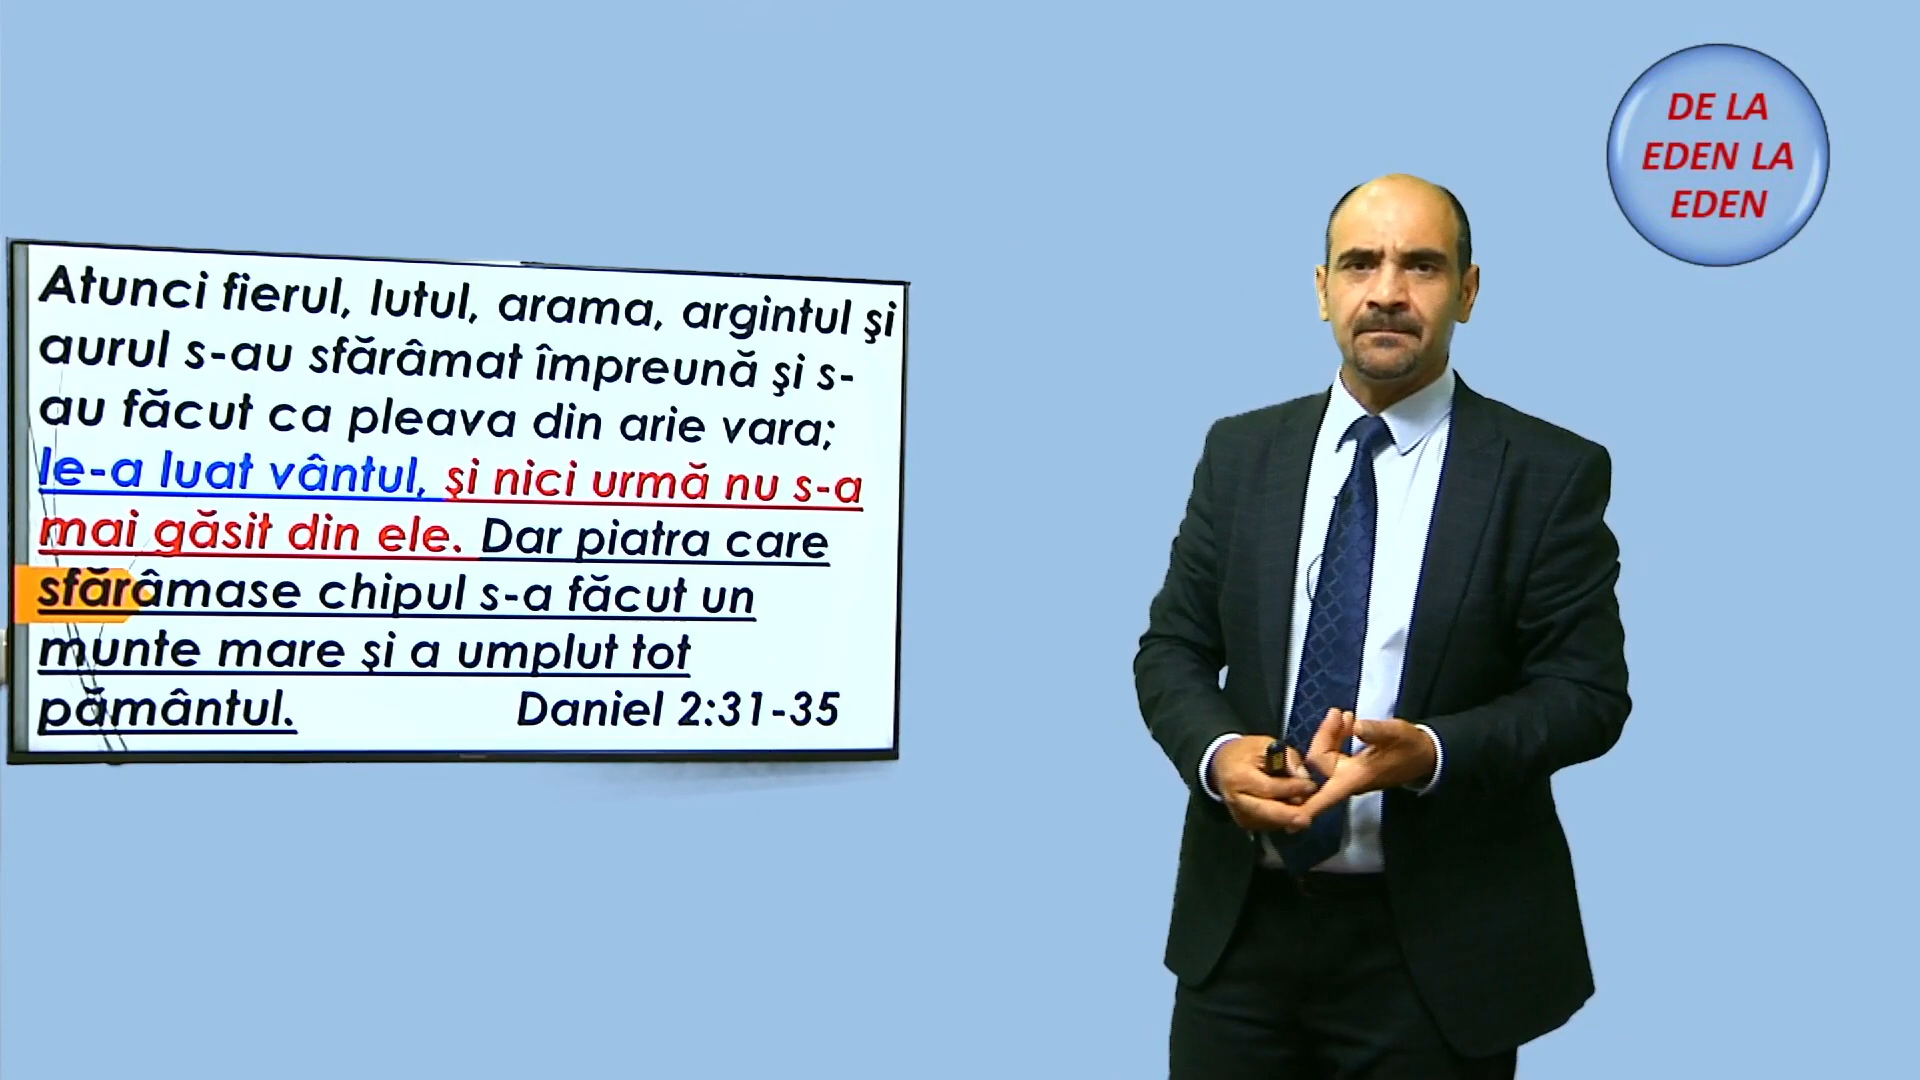 DE LA
EDEN LA
EDEN
Atunci fierul, lutul, arama, argintul şi
aurul s-au sfărâmat împreună şi s-
au făcut ca pleava din arie vara;
le-a luat vântul, şi nici urmă nu s-a
mai găsit din ele. Dar piatra care
sfărâmase chipul s-a făcut un
munte mare şi a umplut tot
pământul. Daniel 2:31-35